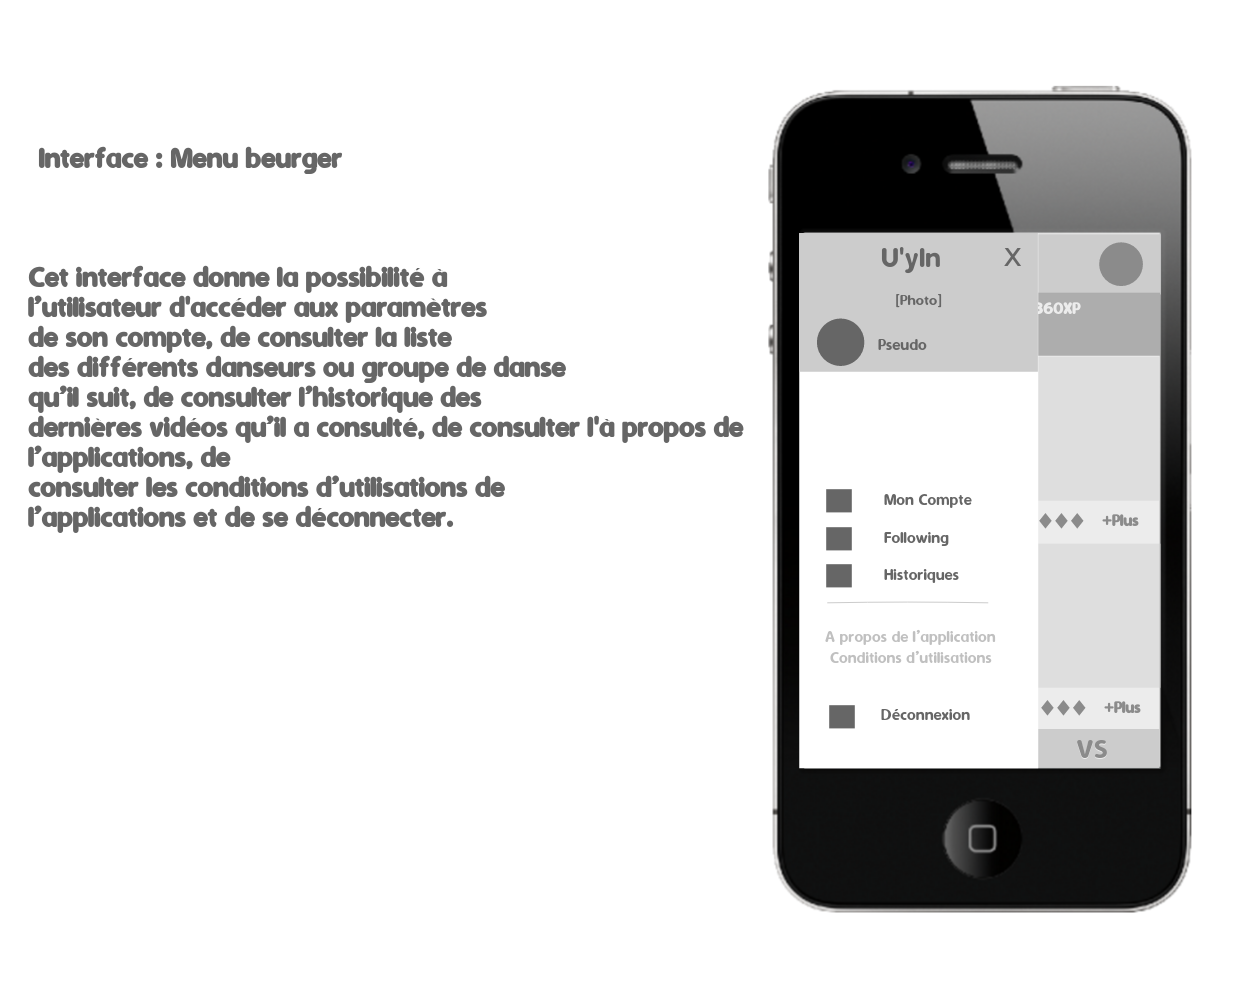 Interface : Menu beurger
Cet interface donne la possibilité à
l’utilisateur d'accéder aux paramètres
de son compte, de consulter la liste
des différents danseurs ou groupe de danse
qu’il suit, de consulter l’historique des
dernières vidéos qu’il a consulté, de consulter l'à propos de
l’applications, de
consulter les conditions d’utilisations de
l’applications et de se déconnecter.
U'yIn X
[Photo]
Pseudo
360XP
Mon Compte
Following
Historiques
A propos de l’application
Conditions d’utilisations
Déconnexion
+Plus
+Plus
VS